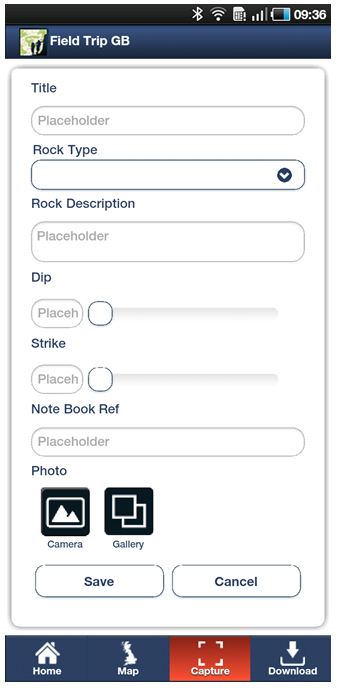 09:36
Field Trip GB
Title
Placeholder
Rock Type
Rock Description
Placeholder
Dip
Placeh
Strike
Placeh
Note Book Ref
Placeholder
Photo
Camera Gallery
Save Cancel
Home Map Capture Download